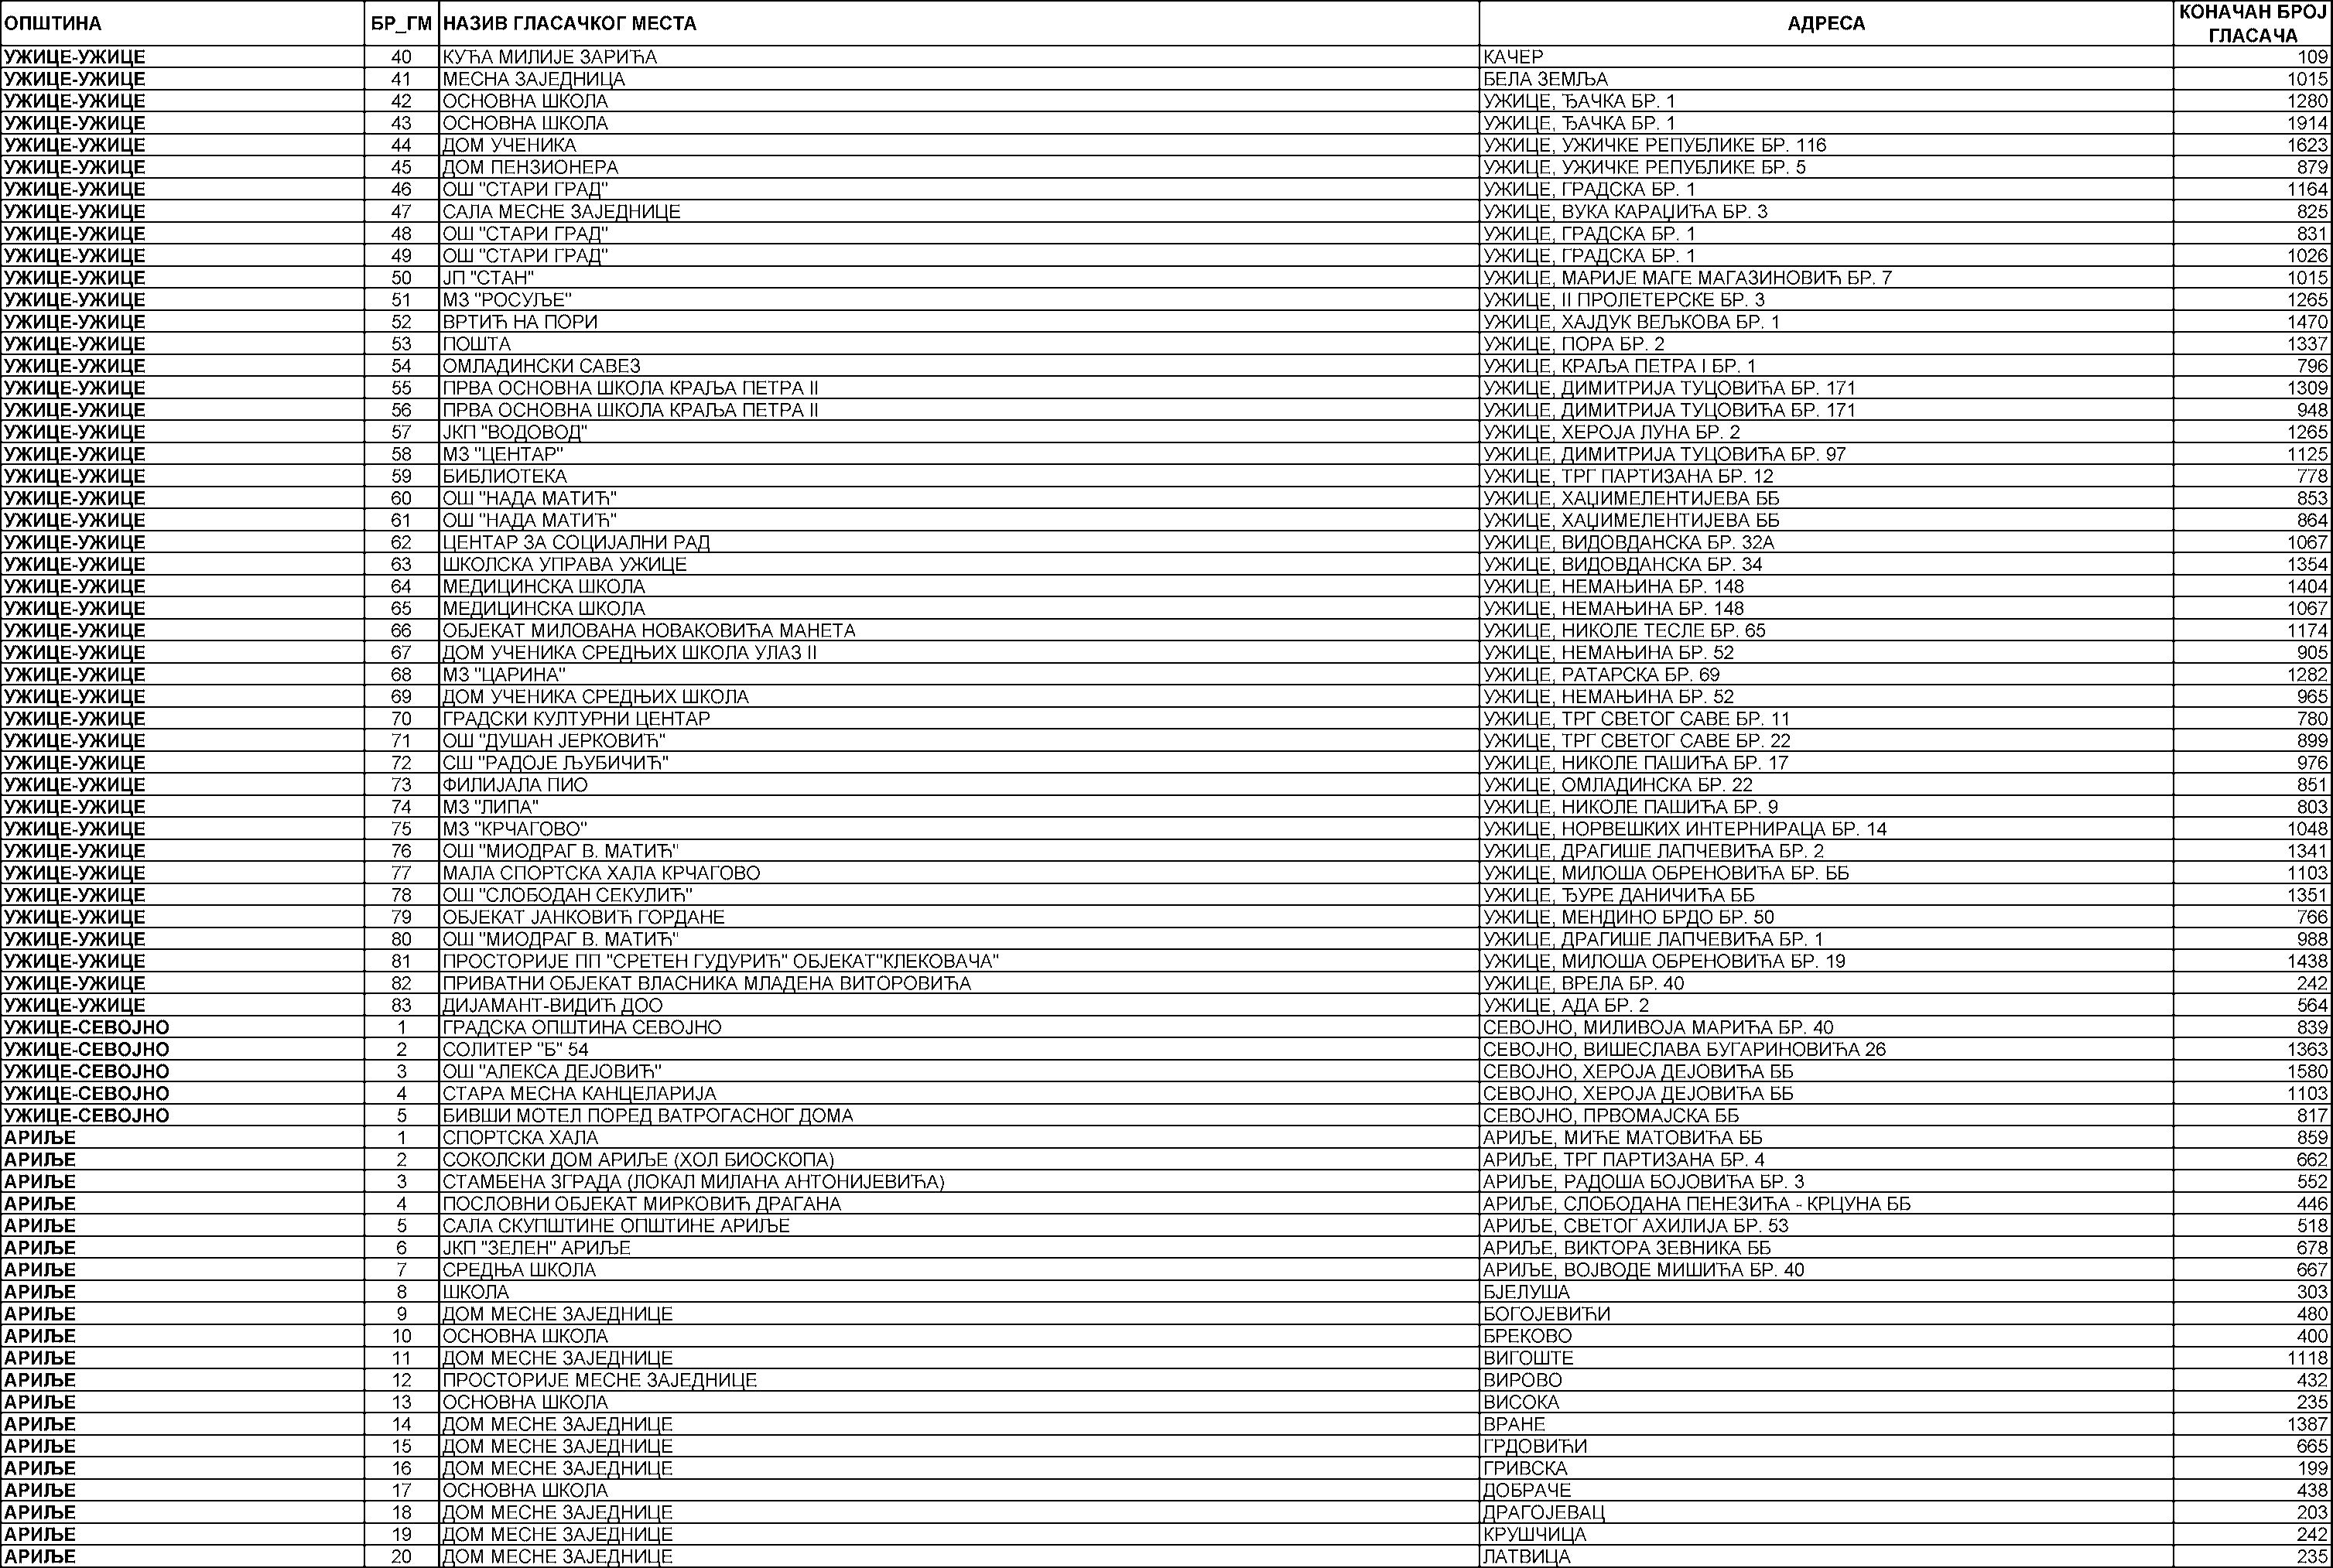 ОПШТИНА БР_ГМ НАЗИВ ГЛАСАЧКОГ МЕСТА АДРЕСА КОНАЧАН БРОЈ ГЛАСАЧА
УЖИЦЕ-УЖИЦЕ 40 КУЋА МИЛИЈЕ ЗАРИЋА КАЧЕР 109
УЖИЦЕ-УЖИЦЕ 41 МЕСНА ЗАЈЕДНИЦА БЕЛА ЗЕМЉА 1015
УЖИЦЕ-УЖИЦЕ 42 ОСНОВНА ШКОЛА УЖИЦЕ, ЂАЧКА БР. 1 1280
УЖИЦЕ-УЖИЦЕ 43 ОСНОВНА ШКОЛА УЖИЦЕ, ЂАЧКА БР. 1 1914
УЖИЦЕ-УЖИЦЕ 44 ДОМ УЧЕНИКА УЖИЦЕ, УЖИЧКЕ РЕПУБЛИКЕ БР. 116 1623
УЖИЦЕ-УЖИЦЕ 45 ДОМ ПЕНЗИОНЕРА УЖИЦЕ, УЖИЧКЕ РЕПУБЛИКЕ БР. 5 879
УЖИЦЕ-УЖИЦЕ 46 ОШ "СТАРИ ГРАД" УЖИЦЕ, ГРАДСКА БР. 1 1164
УЖИЦЕ-УЖИЦЕ 47 САЛА МЕСНЕ ЗАЈЕДНИЦЕ УЖИЦЕ, ВУКА КАРАЏИЋА БР. 3 825
УЖИЦЕ-УЖИЦЕ 48 ОШ "СТАРИ ГРАД" УЖИЦЕ, ГРАДСКА БР. 1 831
УЖИЦЕ-УЖИЦЕ 49 ОШ "СТАРИ ГРАД" УЖИЦЕ, ГРАДСКА БР. 1 1026
УЖИЦЕ-УЖИЦЕ 50 ЈП "СТАН" УЖИЦЕ, МАРИЈЕ МАГЕ МАГАЗИНОВИЋ БР. 7 1015
УЖИЦЕ-УЖИЦЕ 51 МЗ "РОСУЉЕ" УЖИЦЕ, II ПРОЛЕТЕРСКЕ БР. 3 1265
УЖИЦЕ-УЖИЦЕ 52 ВРТИЋ НА ПОРИ УЖИЦЕ, ХАЈДУК ВЕЉКОВА БР. 1 1470
УЖИЦЕ-УЖИЦЕ 53 ПОШТА УЖИЦЕ, ПОРА БР. 2 1337
УЖИЦЕ-УЖИЦЕ 54 ОМЛАДИНСКИ САВЕЗ УЖИЦЕ, КРАЉА ПЕТРА I БР. 1 796
УЖИЦЕ-УЖИЦЕ 55 ПРВА ОСНОВНА ШКОЛА КРАЉА ПЕТРА II УЖИЦЕ, ДИМИТРИЈА ТУЦОВИЋА БР. 171 1309
УЖИЦЕ-УЖИЦЕ 56 ПРВА ОСНОВНА ШКОЛА КРАЉА ПЕТРА II УЖИЦЕ, ДИМИТРИЈА ТУЦОВИЋА БР. 171 948
УЖИЦЕ-УЖИЦЕ 57 ЈКП "ВОДОВОД" УЖИЦЕ, ХЕРОЈА ЛУНА БР. 2 1265
УЖИЦЕ-УЖИЦЕ 58 МЗ "ЦЕНТАР" УЖИЦЕ, ДИМИТРИЈА ТУЦОВИЋА БР. 97 1125
УЖИЦЕ-УЖИЦЕ 59 БИБЛИОТЕКА УЖИЦЕ, ТРГ ПАРТИЗАНА БР. 12 778
УЖИЦЕ-УЖИЦЕ 60 ОШ "НАДА МАТИЋ" УЖИЦЕ, ХАЏИМЕЛЕНТИЈЕВА ББ 853
УЖИЦЕ-УЖИЦЕ 61 ОШ "НАДА МАТИЋ" УЖИЦЕ, ХАЏИМЕЛЕНТИЈЕВА ББ 864
УЖИЦЕ-УЖИЦЕ 62 ЦЕНТАР ЗА СОЦИЈАЛНИ РАД УЖИЦЕ, ВИДОВДАНСКА БР. 32А 1067
УЖИЦЕ-УЖИЦЕ 63 ШКОЛСКА УПРАВА УЖИЦЕ УЖИЦЕ, ВИДОВДАНСКА БР. 34 1354
УЖИЦЕ-УЖИЦЕ 64 МЕДИЦИНСКА ШКОЛА УЖИЦЕ, НЕМАЊИНА БР. 148 1404
УЖИЦЕ-УЖИЦЕ 65 МЕДИЦИНСКА ШКОЛА УЖИЦЕ, НЕМАЊИНА БР. 148 1067
УЖИЦЕ-УЖИЦЕ 66 ОБЈЕКАТ МИЛОВАНА НОВАКОВИЋА МАНЕТА УЖИЦЕ, НИКОЛЕ ТЕСЛЕ БР. 65 1174
УЖИЦЕ-УЖИЦЕ 67 ДОМ УЧЕНИКА СРЕДЊИХ ШКОЛА УЛАЗ II УЖИЦЕ, НЕМАЊИНА БР. 52 905
УЖИЦЕ-УЖИЦЕ 68 МЗ "ЦАРИНА" УЖИЦЕ, РАТАРСКА БР. 69 1282
УЖИЦЕ-УЖИЦЕ 69 ДОМ УЧЕНИКА СРЕДЊИХ ШКОЛА УЖИЦЕ, НЕМАЊИНА БР. 52 965
УЖИЦЕ-УЖИЦЕ 70 ГРАДСКИ КУЛТУРНИ ЦЕНТАР УЖИЦЕ, ТРГ СВЕТОГ САВЕ БР. 11 780
УЖИЦЕ-УЖИЦЕ 71 ОШ "ДУШАН ЈЕРКОВИЋ" УЖИЦЕ, ТРГ СВЕТОГ САВЕ БР. 22 899
УЖИЦЕ-УЖИЦЕ 72 СШ "РАДОЈЕ ЉУБИЧИЋ" УЖИЦЕ, НИКОЛЕ ПАШИЋА БР. 17 976
УЖИЦЕ-УЖИЦЕ 73 ФИЛИЈАЛА ПИО УЖИЦЕ, ОМЛАДИНСКА БР. 22 851
УЖИЦЕ-УЖИЦЕ 74 МЗ "ЛИПА" УЖИЦЕ, НИКОЛЕ ПАШИЋА БР. 9 803
УЖИЦЕ-УЖИЦЕ 75 МЗ "КРЧАГОВО" УЖИЦЕ, НОРВЕШКИХ ИНТЕРНИРАЦА БР. 14 1048
УЖИЦЕ-УЖИЦЕ 76 ОШ "МИОДРАГ В. МАТИЋ" УЖИЦЕ, ДРАГИШЕ ЛАПЧЕВИЋА БР. 2 1341
УЖИЦЕ-УЖИЦЕ 77 МАЛА СПОРТСКА ХАЛА КРЧАГОВО УЖИЦЕ, МИЛОША ОБРЕНОВИЋА БР. ББ 1103
УЖИЦЕ-УЖИЦЕ 78 ОШ "СЛОБОДАН СЕКУЛИЋ" УЖИЦЕ, ЂУРЕ ДАНИЧИЋА ББ 1351
УЖИЦЕ-УЖИЦЕ 79 ОБЈЕКАТ ЈАНКОВИЋ ГОРДАНЕ УЖИЦЕ, МЕНДИНО БРДО БР. 50 766
УЖИЦЕ-УЖИЦЕ 80 ОШ "МИОДРАГ В. МАТИЋ" УЖИЦЕ, ДРАГИШЕ ЛАПЧЕВИЋА БР. 1 988
УЖИЦЕ-УЖИЦЕ 81 ПРОСТОРИЈЕ ПП "СРЕТЕН ГУДУРИЋ" ОБЈЕКАТ"КЛЕКОВАЧА" УЖИЦЕ, МИЛОША ОБРЕНОВИЋА БР. 19 1438
УЖИЦЕ-УЖИЦЕ 82 ПРИВАТНИ ОБЈЕКАТ ВЛАСНИКА МЛАДЕНА ВИТОРОВИЋА УЖИЦЕ, ВРЕЛА БР. 40 242
УЖИЦЕ-УЖИЦЕ 83 ДИЈАМАНТ-ВИДИЋ ДОО УЖИЦЕ, АДА БР. 2 564
УЖИЦЕ-СЕВОЈНО 1 ГРАДСКА ОПШТИНА СЕВОЈНО СЕВОЈНО, МИЛИВОЈА МАРИЋА БР. 40 839
УЖИЦЕ-СЕВОЈНО 2 СОЛИТЕР "Б" 54 СЕВОЈНО, ВИШЕСЛАВА БУГАРИНОВИЋА 26 1363
УЖИЦЕ-СЕВОЈНО 3 ОШ "АЛЕКСА ДЕЈОВИЋ" СЕВОЈНО, ХЕРОЈА ДЕЈОВИЋА ББ 1580
УЖИЦЕ-СЕВОЈНО 4 СТАРА МЕСНА КАНЦЕЛАРИЈА СЕВОЈНО, ХЕРОЈА ДЕЈОВИЋА ББ 1103
УЖИЦЕ-СЕВОЈНО 5 БИВШИ МОТЕЛ ПОРЕД ВАТРОГАСНОГ ДОМА СЕВОЈНО, ПРВОМАЈСКА ББ 817
АРИЉЕ 1 СПОРТСКА ХАЛА АРИЉЕ, МИЋЕ МАТОВИЋА ББ 859
АРИЉЕ 2 СОКОЛСКИ ДОМ АРИЉЕ (ХОЛ БИОСКОПА) АРИЉЕ, ТРГ ПАРТИЗАНА БР. 4 662
АРИЉЕ 3 СТАМБЕНА ЗГРАДА (ЛОКАЛ МИЛАНА АНТОНИЈЕВИЋА) АРИЉЕ, РАДОША БОЈОВИЋА БР. 3 552
АРИЉЕ 4 ПОСЛОВНИ ОБЈЕКАТ МИРКОВИЋ ДРАГАНА АРИЉЕ, СЛОБОДАНА ПЕНЕЗИЋА - КРЦУНА ББ 446
АРИЉЕ 5 САЛА СКУПШТИНЕ ОПШТИНЕ АРИЉЕ АРИЉЕ, СВЕТОГ АХИЛИЈА БР. 53 518
АРИЉЕ 6 ЈКП "ЗЕЛЕН" АРИЉЕ АРИЉЕ, ВИКТОРА ЗЕВНИКА ББ 678
АРИЉЕ 7 СРЕДЊА ШКОЛА АРИЉЕ, ВОЈВОДЕ МИШИЋА БР. 40 667
АРИЉЕ 8 ШКОЛА БЈЕЛУША 303
АРИЉЕ 9 ДОМ МЕСНЕ ЗАЈЕДНИЦЕ БОГОЈЕВИЋИ 480
АРИЉЕ 10 ОСНОВНА ШКОЛА БРЕКОВО 400
АРИЉЕ 11 ДОМ МЕСНЕ ЗАЈЕДНИЦЕ ВИГОШТЕ 1118
АРИЉЕ 12 ПРОСТОРИЈЕ МЕСНЕ ЗАЈЕДНИЦЕ ВИРОВО 432
АРИЉЕ 13 ОСНОВНА ШКОЛА ВИСОКА 235
АРИЉЕ 14 ДОМ МЕСНЕ ЗАЈЕДНИЦЕ ВРАНЕ 1387
АРИЉЕ 15 ДОМ МЕСНЕ ЗАЈЕДНИЦЕ ГРДОВИЋИ 665
АРИЉЕ 16 ДОМ МЕСНЕ ЗАЈЕДНИЦЕ ГРИВСКА 199
АРИЉЕ 17 ОСНОВНА ШКОЛА ДОБРАЧЕ 438
АРИЉЕ 18 ДОМ МЕСНЕ ЗАЈЕДНИЦЕ ДРАГОЈЕВАЦ 203
АРИЉЕ 19 ДОМ МЕСНЕ ЗАЈЕДНИЦЕ КРУШЧИЦА 242
АРИЉЕ 20 ДОМ МЕСНЕ ЗАЈЕДНИЦЕ ЛАТВИЦА 235